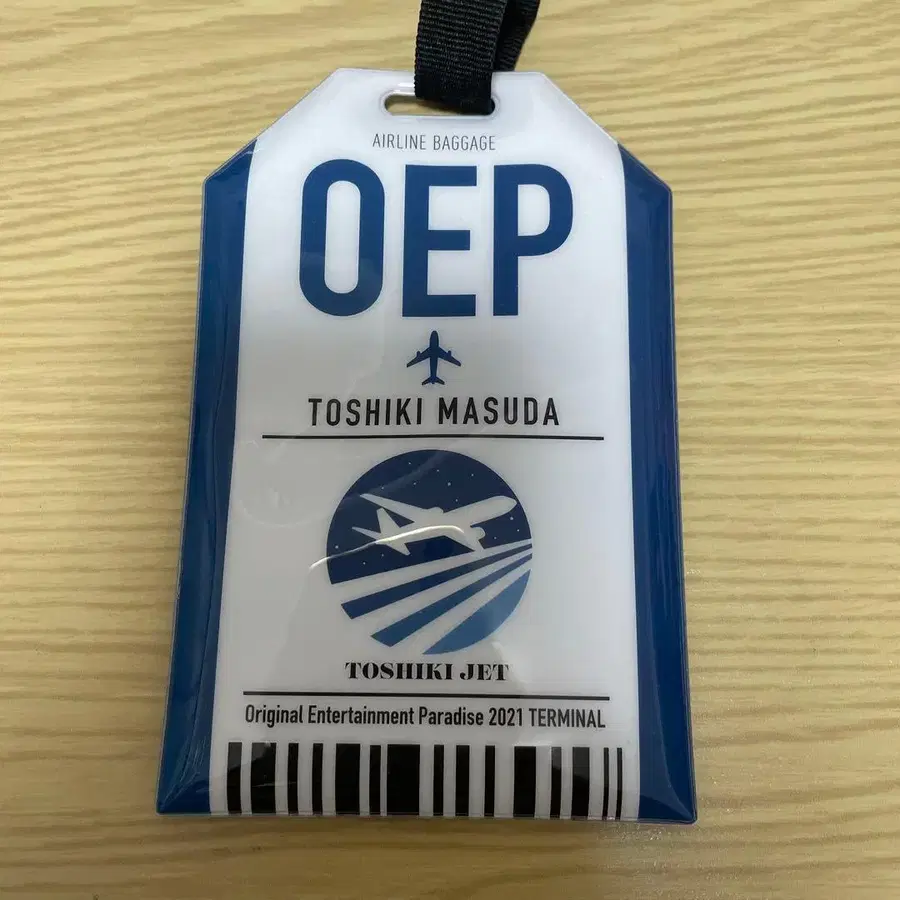 AIRLINE BAGGAGE
OEP
TOSHIKI MASUDA
TOSHIKI JET
Original Entertainment Paradise 2021 TERMINAL